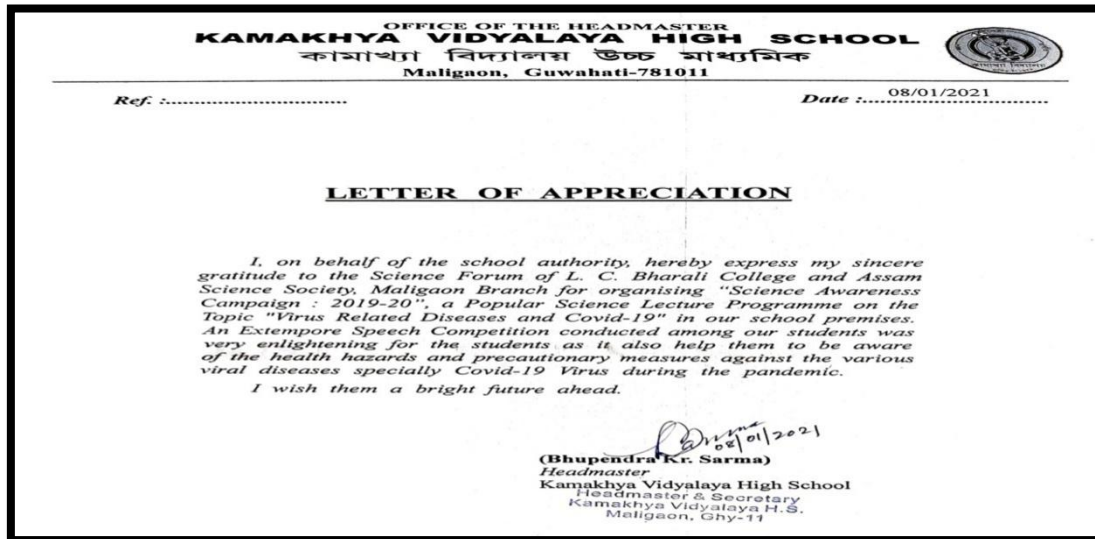 OFFICE OF THE HEADMASTER
KAMAKHYA VIDYALAYA HIGH SCHOOL
কামাখ্যা বিদ্যালয় উচ্চ মাধ্যমিক
Maligaon, Guwahati-781011
Ref. :................................
Date :................................
08/01/2021
LETTER OF APPRECIATION
I, on behalf of the school authority, hereby express my sincere
gratitude to the Science Forum of L. C. Bharali College and Assam
Science Society, Maligaon Branch for organising "Science Awareness
Campaign : 2019-20", a Popular Science Lecture Programme on the
Topic "Virus Related Diseases and Covid-19" in our school premises.
An Extempore Speech Competition conducted among our students was
very enlightening for the students as it also help them to be aware
of the health hazards and precautionary measures against the various
viral diseases specially Covid-19 Virus during the pandemic.
I wish them a bright future ahead.
08/01/2021
(Bhupendra Kr. Sarma)
Headmaster
Kamakhya Vidyalaya High School
Headmaster & Secretary
Kamakhya Vidyalaya H.S.
Maligaon, Ghy-11